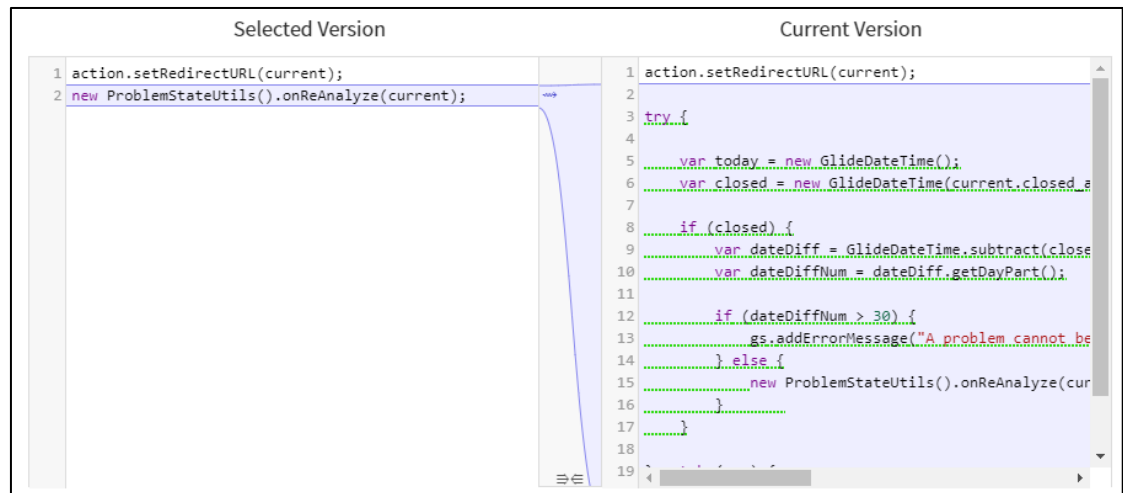 Selected Version
Current Version
1 action.setRedirectURL(current);
2 new ProblemStateUtils().onReAnalyze(current);
1 action.setRedirectURL(current);
2
3 try {
4
5 var today = new GlideDateTime();
6 var closed = new GlideDateTime(current.closed_a
7
8 if (closed) {
9 var dateDiff = GlideDateTime.subtract(close
10 var dateDiffNum = dateDiff.getDayPart();
11
12 if (dateDiffNum > 30) {
13 gs.addErrorMessage("A problem cannot be
14 } else {
15 new ProblemStateUtils().onReAnalyze(cur
16 }
17 }
18
19